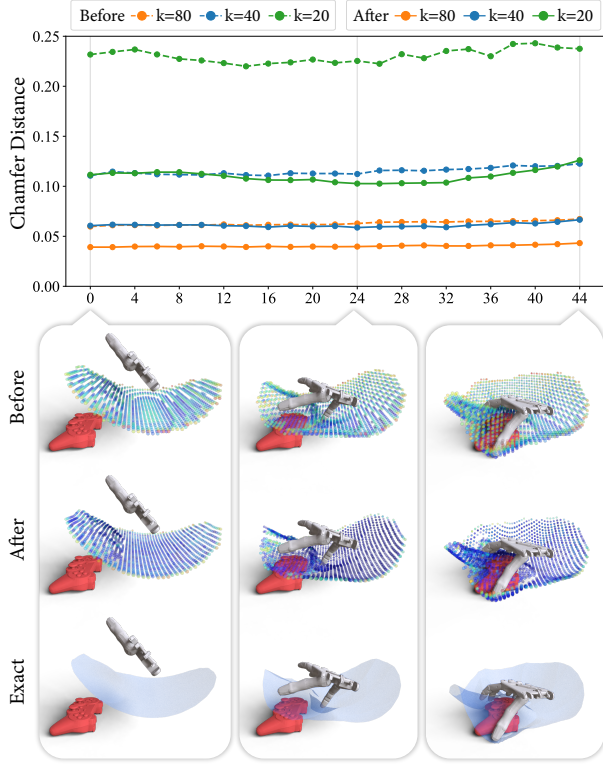 Before k=80 k=40 k=20 After k=80 k=40 k=20
0.25
0.20
0.15
0.10
0.05
0.00
Chamfer Distance
0 4 8 12 16 20 24 28 32 36 40 44
Before
After
Exact